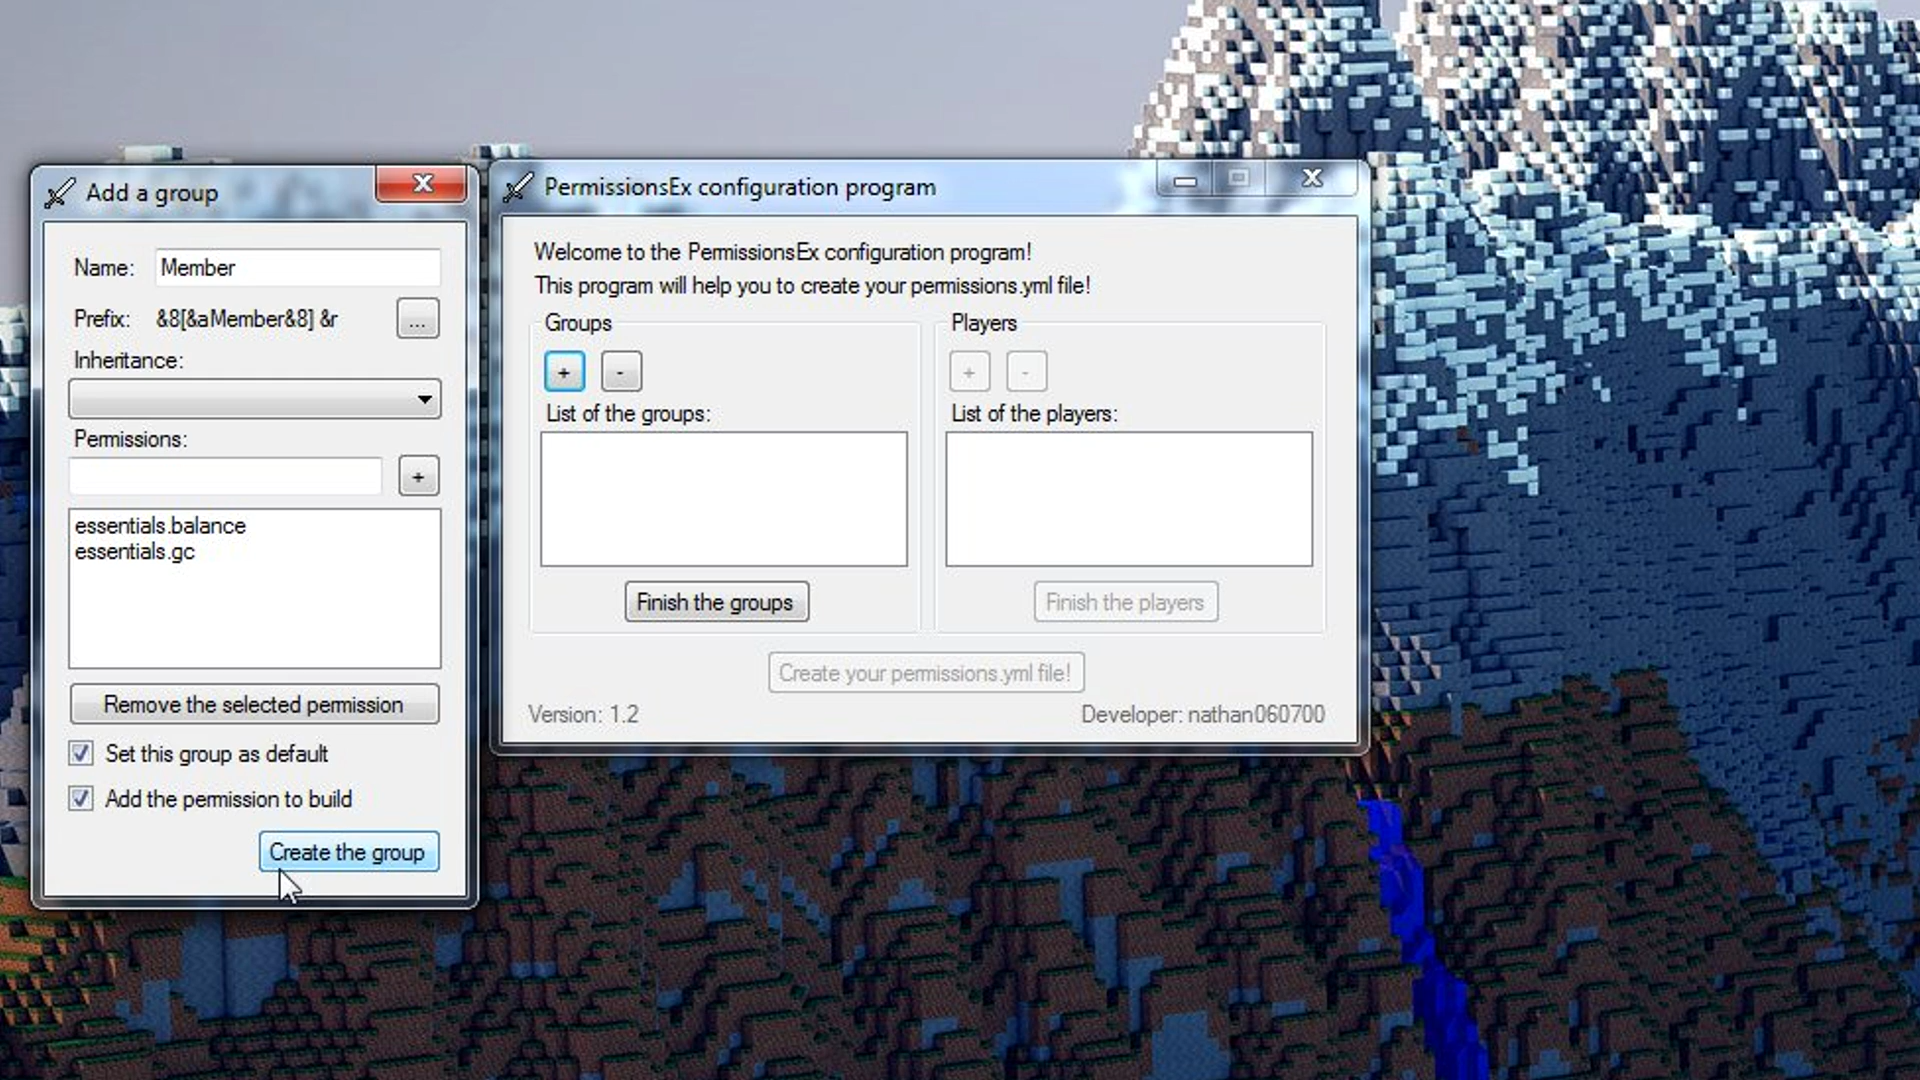 Add a group
Name: Member
Prefix: &8[&aMember&8] &r ...
Inheritance:
Permissions:
+
essentials.balance
essentials.gc
Remove the selected permission
Set this group as default
Add the permission to build
Create the group
PermissionsEx configuration program
Welcome to the PermissionsEx configuration program!
This program will help you to create your permissions.yml file!
Groups
+ -
List of the groups:
Finish the groups
Players
+ -
List of the players:
Finish the players
Create your permissions.yml file!
Version: 1.2
Developer: nathan060700